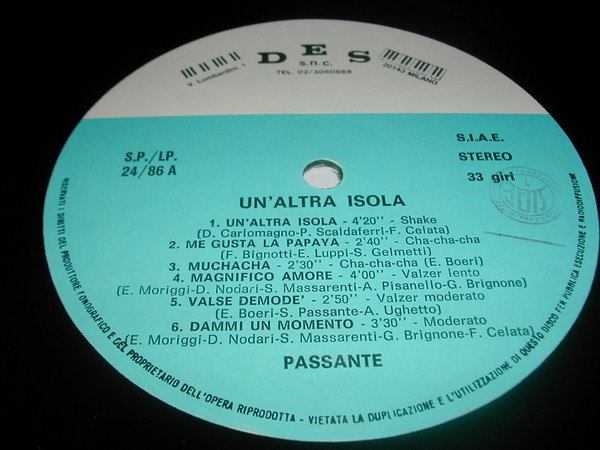 DES
s.n.c.
V. Lombardini, 1
TEL. 02/3080868
20143 MILANO
S.P./LP.
24/86 A
S.I.A.E.
STEREO
33 giri
UN'ALTRA ISOLA
1. UN'ALTRA ISOLA - 4'20" - Shake
(D. Carlomagno-P. Scaldaferri-F. Celata)
2. ME GUSTA LA PAPAYA - 2'40" - Cha-cha-cha
(F. Bignotti-E. Luppi-S. Gelmetti)
3. MUCHACHA - 2'30" - Cha-cha-cha (E. Boeri)
4. MAGNIFICO AMORE - 4'00" - Valzer lento
(E. Moriggi-D. Nodari-S. Massarenti-A. Pisanello-G. Brignone)
5. VALSE DEMODE' - 2'50" - Valzer moderato
(E. Boeri-S. Passante-A. Ughetto)
6. DAMMI UN MOMENTO - 3'30" - Moderato
(E. Moriggi-D. Nodari-S. Massarenti-G. Brignone-F. Celata)
PASSANTE
RISERVATI I DIRITTI DEL PRODUTTORE FONOGRAFICO E DEL PROPRIETARIO DELL'OPERA RIPRODOTTA - VIETATA LA DUPLICAZIONE E L'UTILIZZAZIONE DI QUESTO DISCO PER PUBBLICA ESECUZIONE E RADIODIFFUSIONE